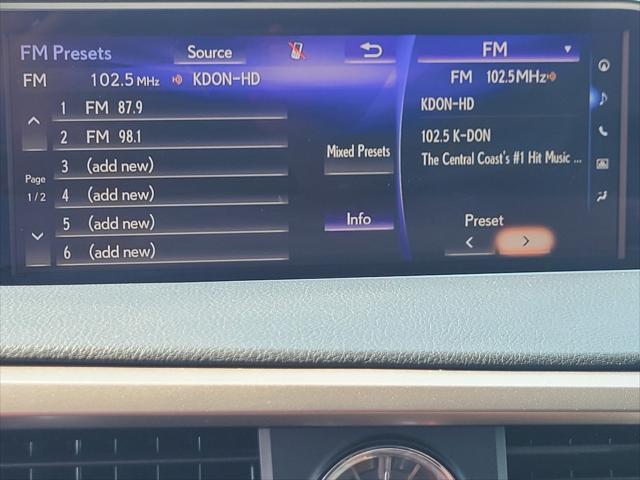 FM Presets
Source
FM 102.5 MHz KDON-HD
1 FM 87.9
2 FM 98.1
3 (add new)
4 (add new)
5 (add new)
6 (add new)
Page
1/2
Mixed Presets
Info
FM
FM 102.5MHz
KDON-HD
102.5 K-DON
The Central Coast's #1 Hit Music ...
Preset